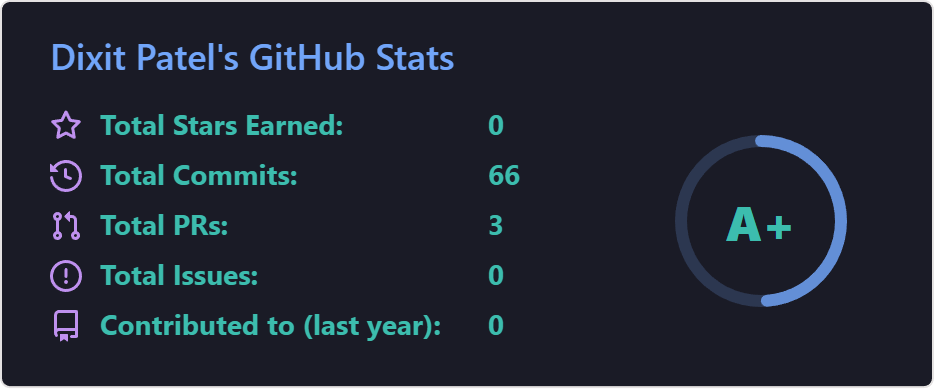 Dixit Patel's GitHub Stats
Total Stars Earned: 0
Total Commits: 66
Total PRs: 3
Total Issues: 0
Contributed to (last year): 0
A+